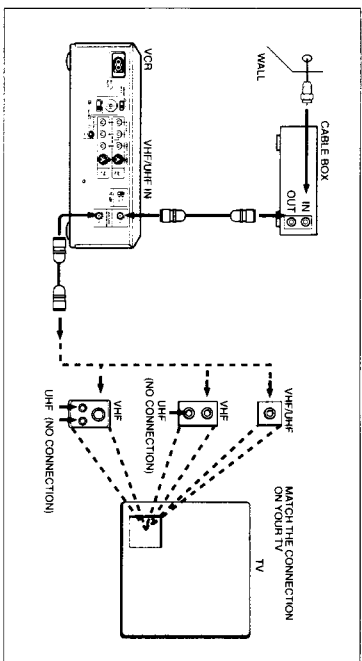 WALL
CABLE BOX
IN
OUT
VCR
VHF/UHF IN
VHF/UHF
VHF
UHF
(NO CONNECTION)
VHF
UHF (NO CONNECTION)
MATCH THE CONNECTION
ON YOUR TV
TV